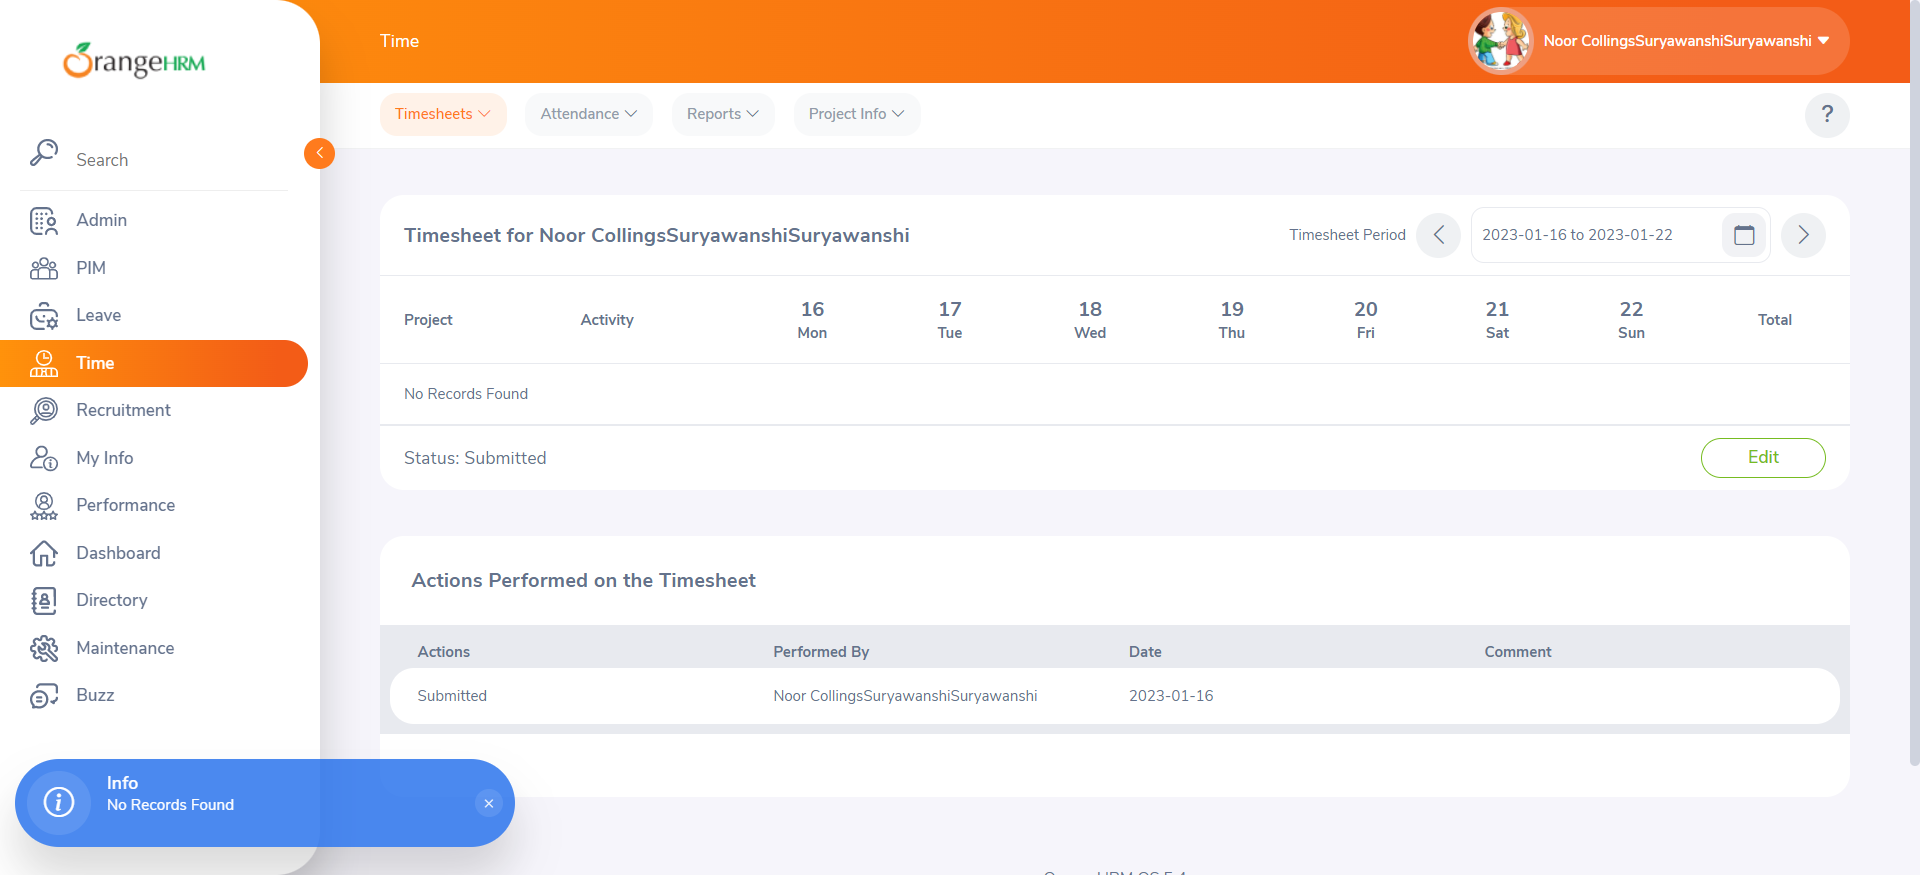 OrangeHRM
Time
Noor CollingsSuryawanshiSuryawanshi
Search
Timesheets
Attendance
Reports
Project Info
?
Admin
PIM
Leave
Time
Recruitment
My Info
Performance
Dashboard
Directory
Maintenance
Buzz
Timesheet for Noor CollingsSuryawanshiSuryawanshi
Timesheet Period
2023-01-16 to 2023-01-22
Project Activity 16 Mon 17 Tue 18 Wed 19 Thu 20 Fri 21 Sat 22 Sun Total
No Records Found
Status: Submitted
Edit
Actions Performed on the Timesheet
Actions Performed By Date Comment
Submitted Noor CollingsSuryawanshiSuryawanshi 2023-01-16
Info
No Records Found